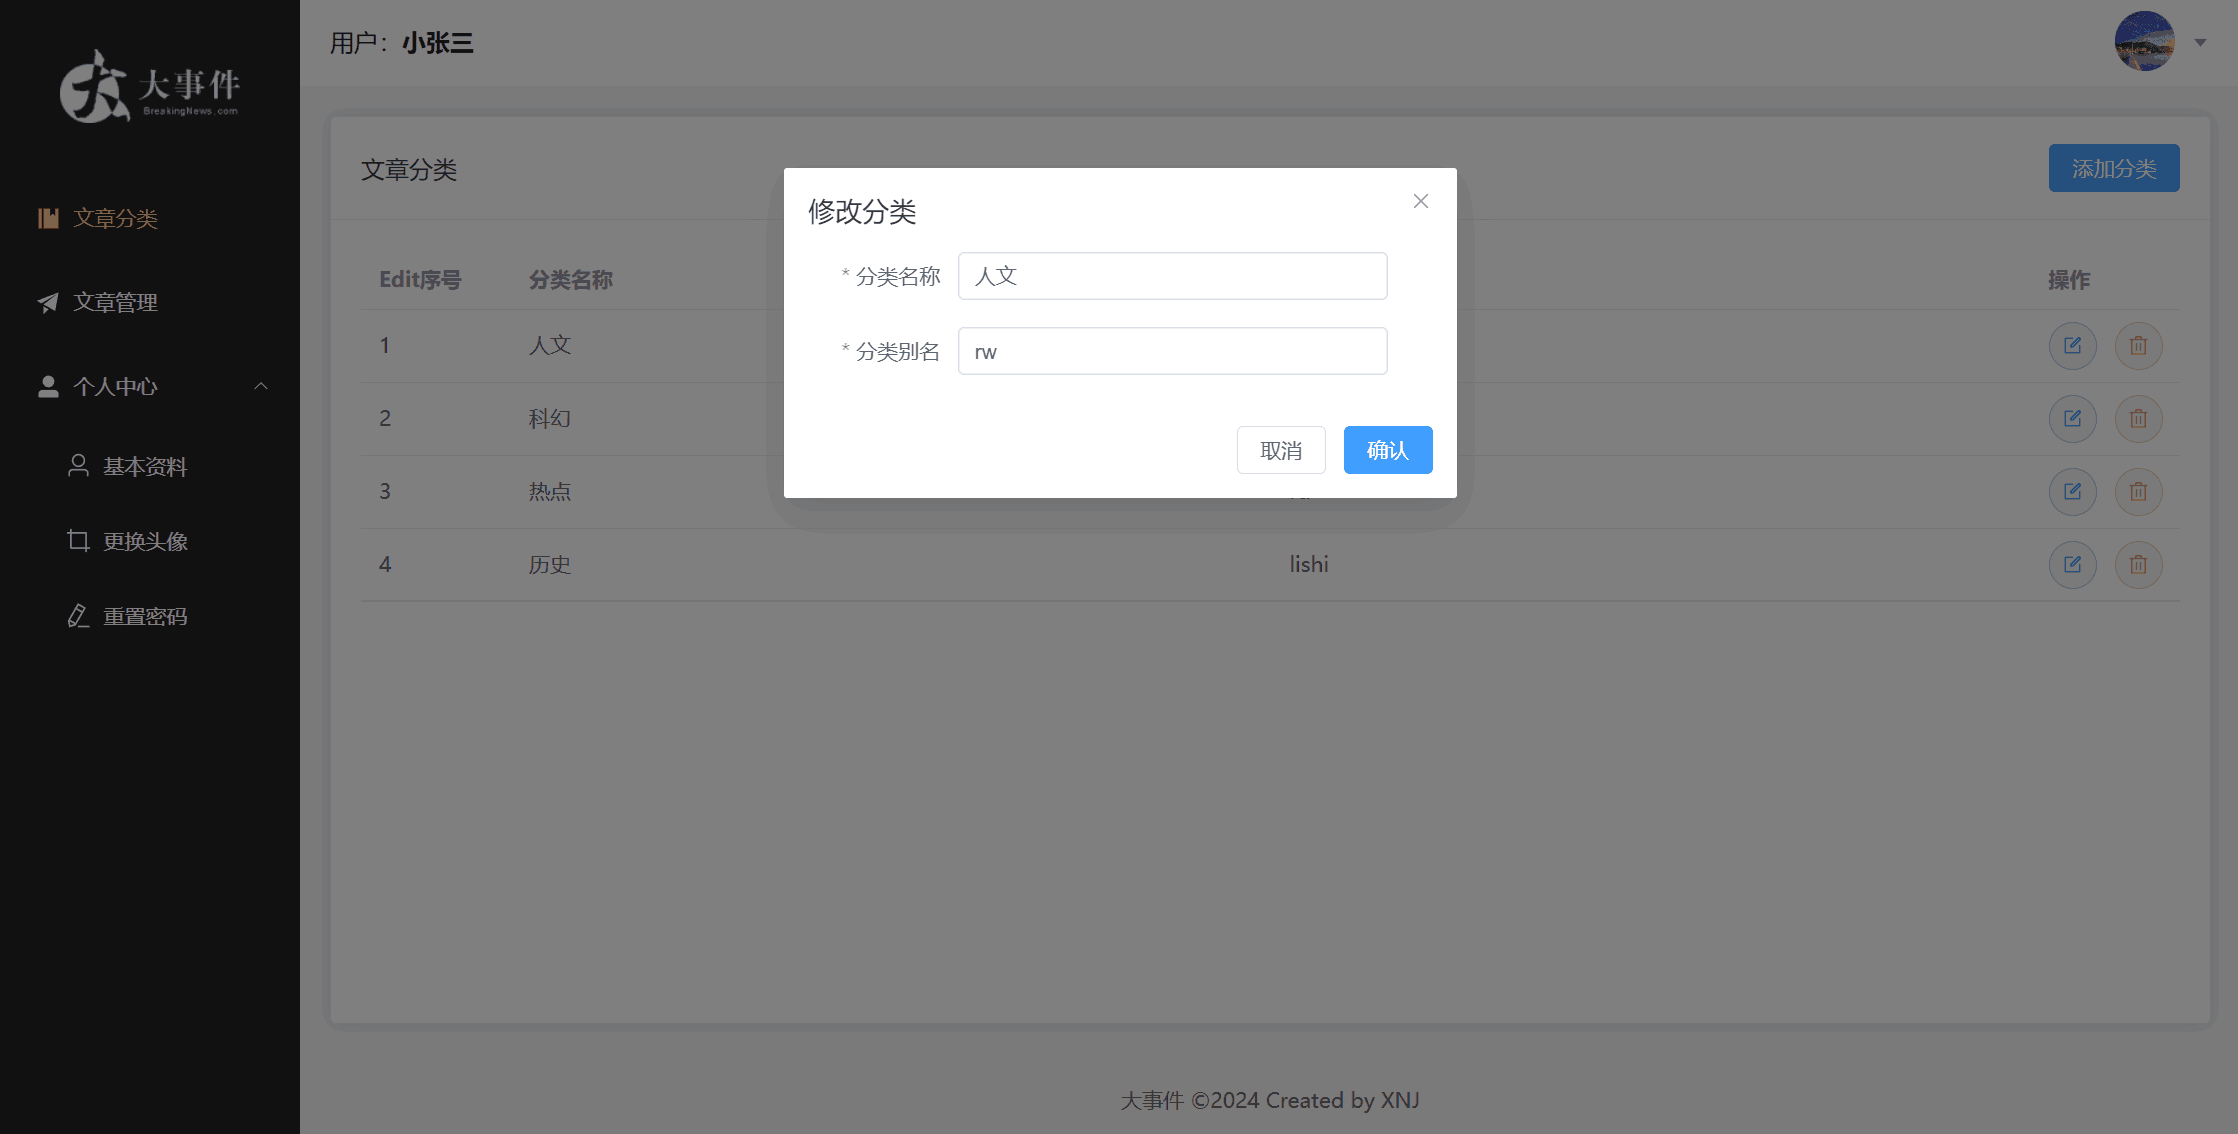 大事件
BreakingNews.com
文章分类
文章管理
个人中心
基本资料
更换头像
重置密码
用户：小张三
文章分类
添加分类
Edit序号 分类名称 操作
1 人文
2 科幻
3 热点
4 历史 lishi
修改分类
* 分类名称 人文
* 分类别名 rw
取消 确认
大事件 ©2024 Created by XNJ